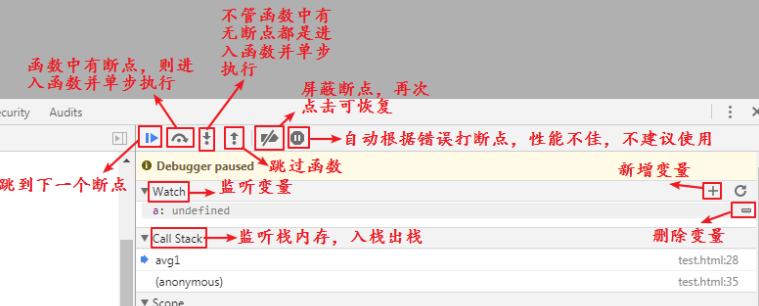 不管函数中有
无断点都是进
入函数并单步
执行
函数中有断点，则进
入函数并单步执行
屏蔽断点，再次
点击可恢复
ecurity Audits
自动根据错误打断点，性能不佳，不建议使用
跳到下一个断点
Debugger paused
跳过函数
新增变量
Watch
监听变量
a: undefined
删除变量
Call Stack
监听栈内存，入栈出栈
avg1 test.html:28
(anonymous) test.html:35
Scope